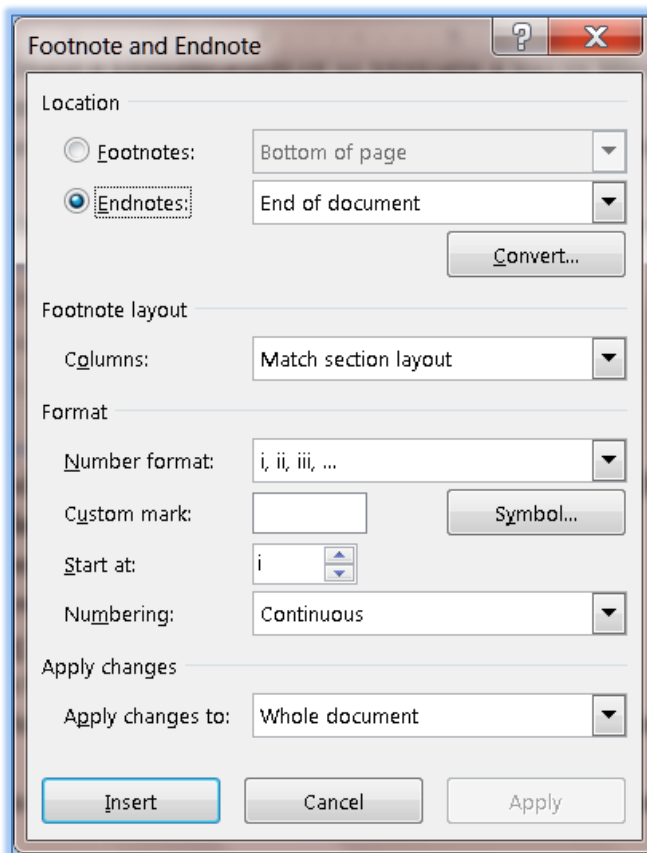 Footnote and Endnote
Location
Footnotes: Bottom of page
Endnotes: End of document
Convert...
Footnote layout
Columns: Match section layout
Format
Number format: i, ii, iii, ...
Custom mark: Symbol...
Start at: i
Numbering: Continuous
Apply changes
Apply changes to: Whole document
Insert Cancel Apply